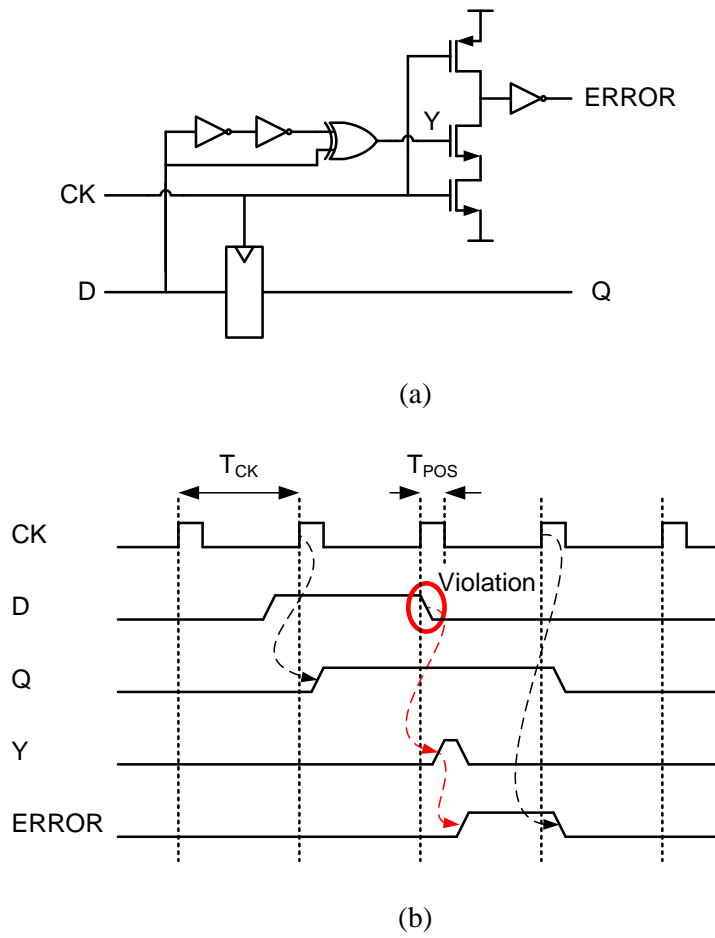 Y
ERROR
CK
D
Q
(a)
T_CK
T_POS
CK
Violation
D
Q
Y
ERROR
(b)